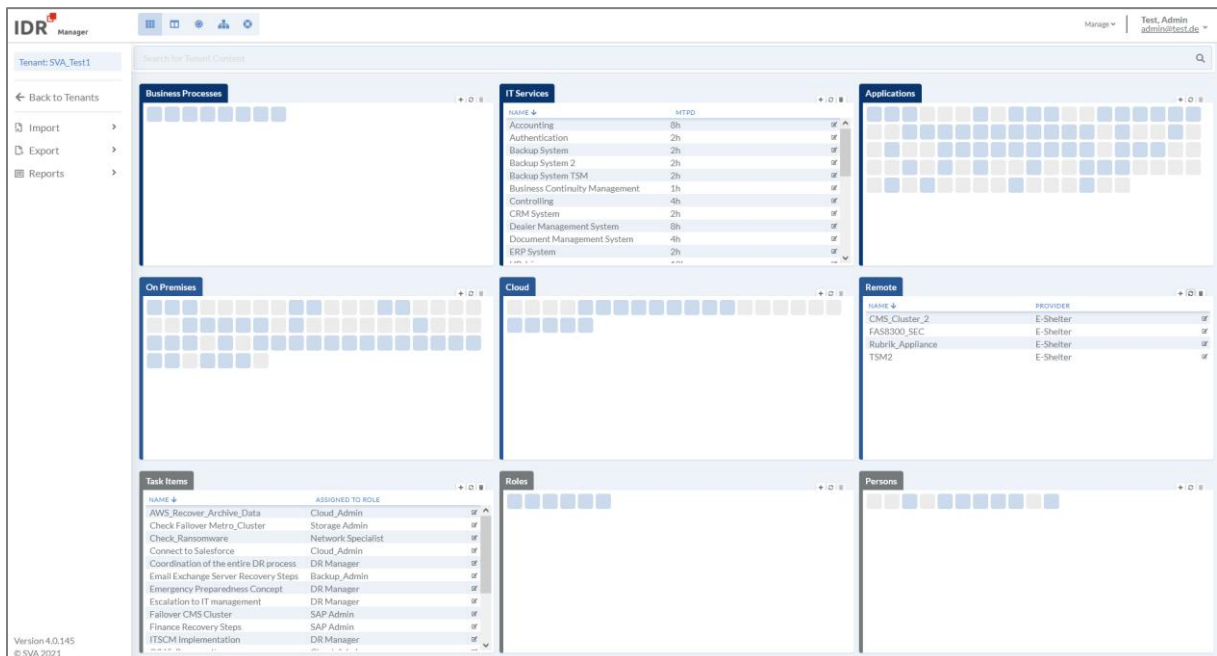 IDR Manager
Manage
Test, Admin
admin@test.de
Tenant: SVA_Test1
Search for Tenant Content
Back to Tenants
Import
Export
Reports
Business Processes
IT Services
NAME MTPD
Accounting 8h
Authentication 2h
Backup System 2h
Backup System 2 2h
Backup System TSM 2h
Business Continuity Management 1h
Controlling 4h
CRM System 2h
Dealer Management System 8h
Document Management System 4h
ERP System 2h
Applications
On Premises
Cloud
Remote
NAME PROVIDER
CMS_Cluster_2 E-Shelter
FAS8300_SEC E-Shelter
Rubrik_Appliance E-Shelter
TSM2 E-Shelter
Task Items
NAME ASSIGNED TO ROLE
AWS_Recover_Archive_Data Cloud_Admin
Check Failover Metro_Cluster Storage Admin
Check_Ransomware Network Specialist
Connect to Salesforce Cloud_Admin
Coordination of the entire DR process DR Manager
Email Exchange Server Recovery Steps Backup_Admin
Emergency Preparedness Concept DR Manager
Escalation to IT management DR Manager
Failover CMS Cluster SAP Admin
Finance Recovery Steps SAP Admin
ITSCM Implementation DR Manager
Roles
Persons
Version 4.0.145
© SVA 2021